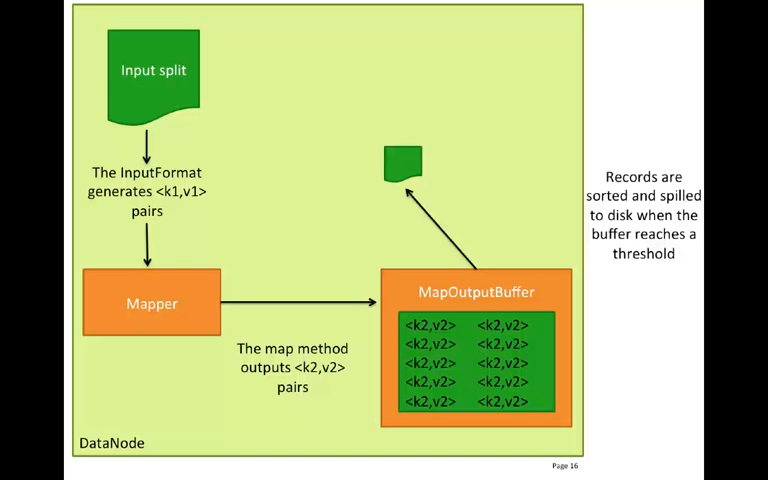 Input split
The InputFormat
generates <k1,v1>
pairs
Mapper
The map method
outputs <k2,v2>
pairs
MapOutputBuffer
<k2,v2> <k2,v2>
<k2,v2> <k2,v2>
<k2,v2> <k2,v2>
<k2,v2> <k2,v2>
<k2,v2> <k2,v2>
Records are
sorted and spilled
to disk when the
buffer reaches a
threshold
DataNode
Page 16